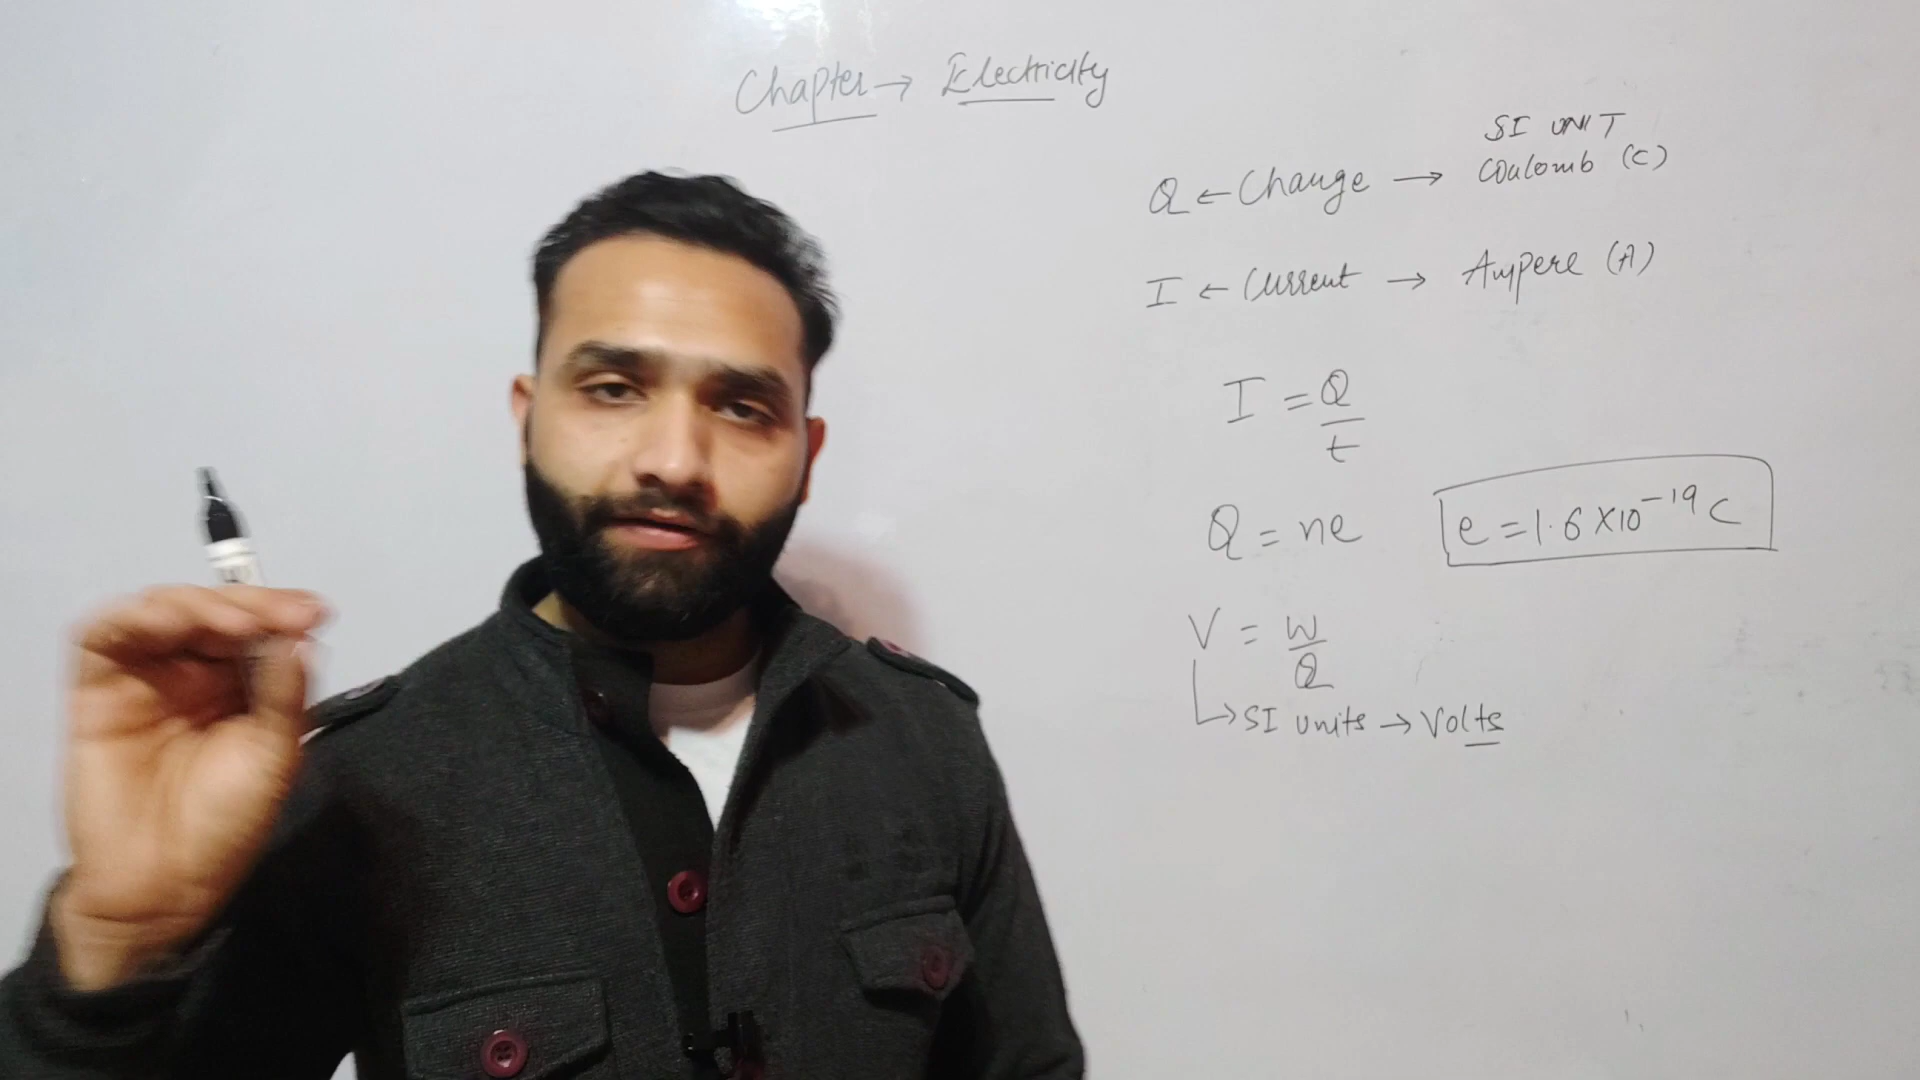 Chapter → Electricity
SI UNIT
Q ← Charge → Coulomb (C)
I ← Current → Ampere (A)
I = Q/t
Q = ne
e = 1.6 × 10⁻¹⁹ C
V = W/Q
↳ SI units → Volts